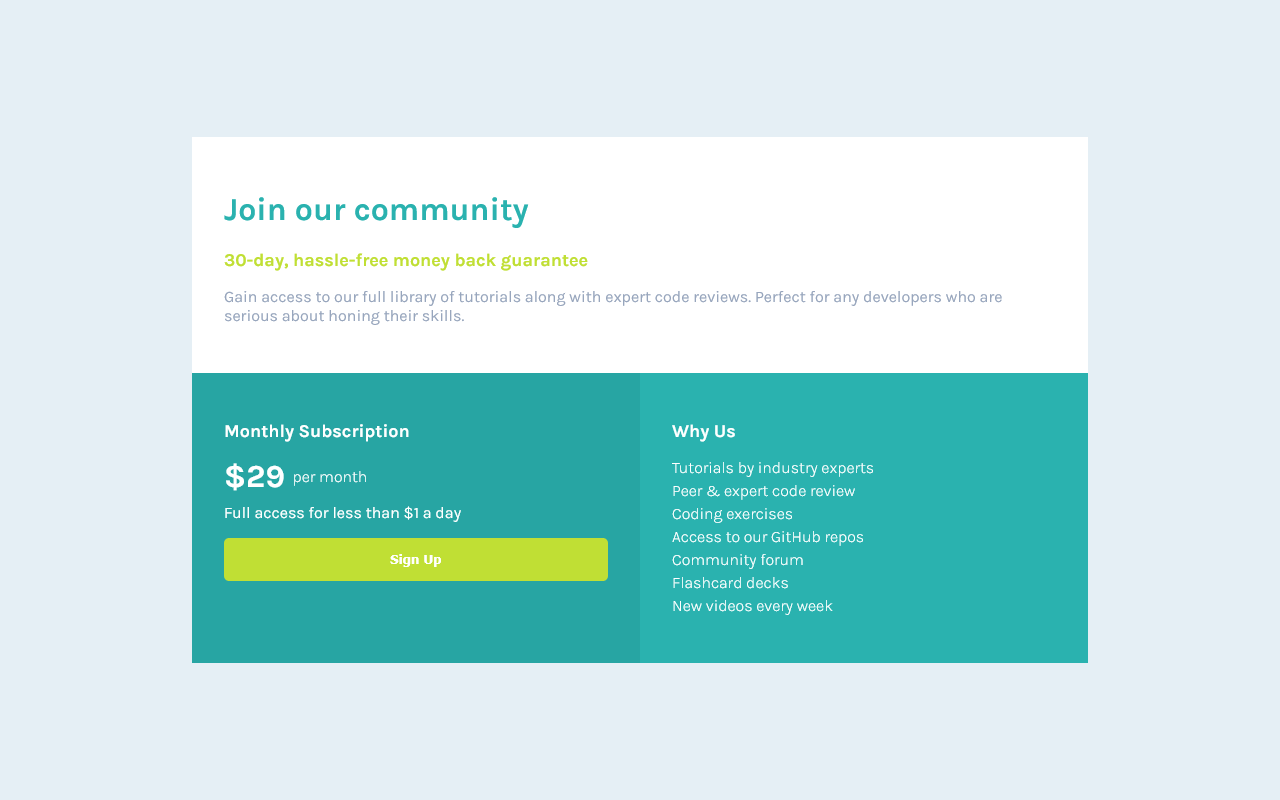 Join our community
30-day, hassle-free money back guarantee
Gain access to our full library of tutorials along with expert code reviews. Perfect for any developers who are
serious about honing their skills.
Monthly Subscription
$29 per month
Full access for less than $1 a day
Sign Up
Why Us
Tutorials by industry experts
Peer & expert code review
Coding exercises
Access to our GitHub repos
Community forum
Flashcard decks
New videos every week